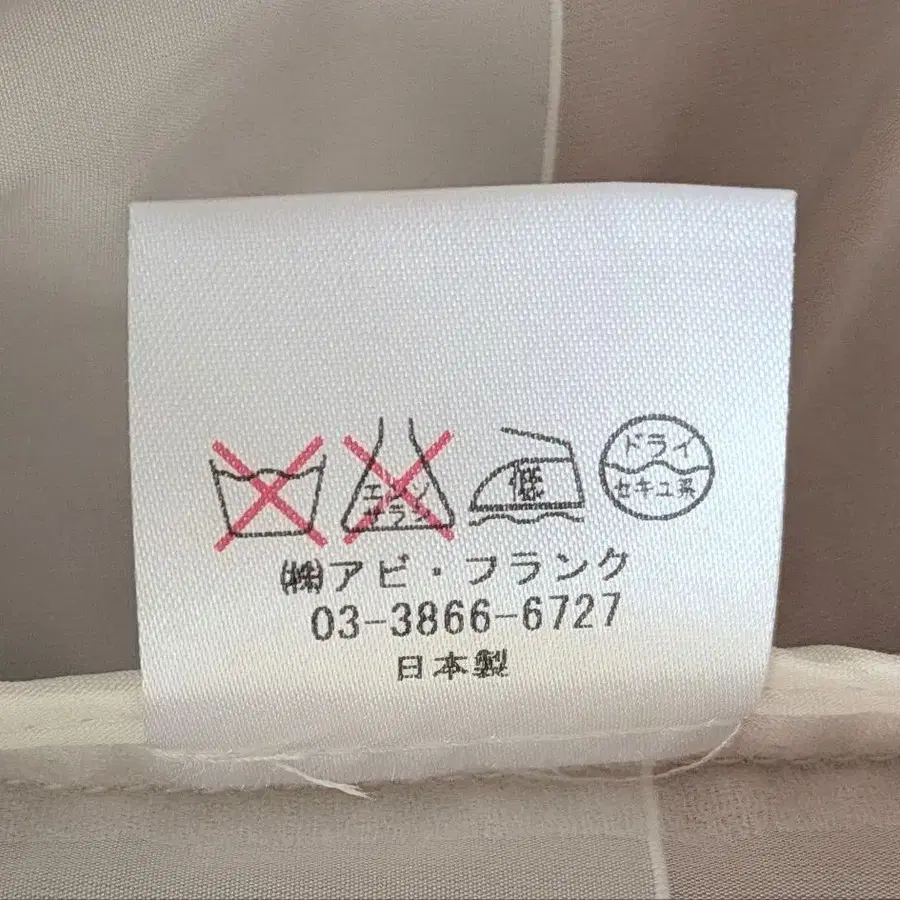 エンソ
サラシ
低
ドライ
セキユ系
㈱アビ・フランク
03-3866-6727
日本製